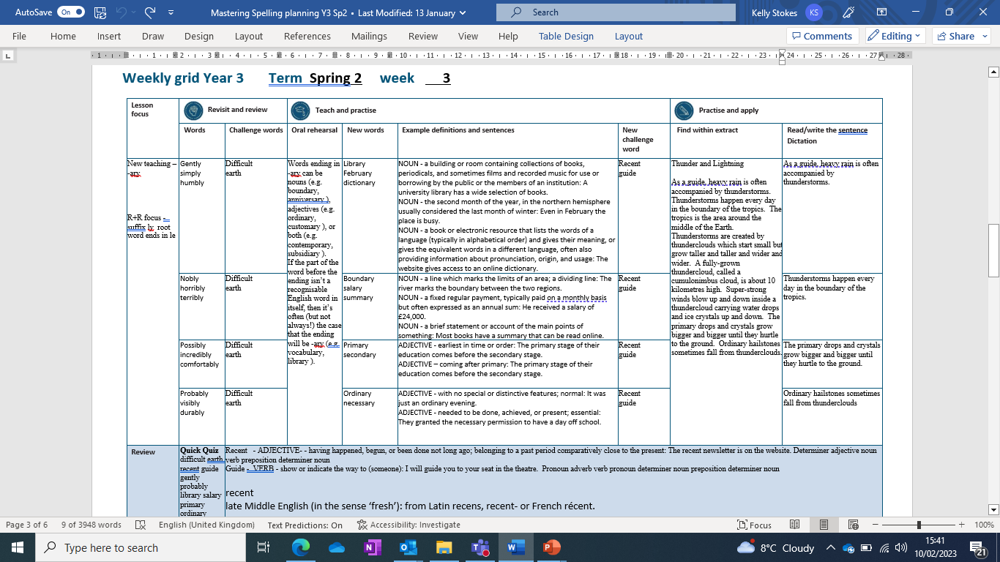 AutoSave On
Mastering Spelling planning Y3 Sp2 • Last Modified: 13 January
Search
Kelly Stokes KS
File Home Insert Draw Design Layout References Mailings Review View Help Table Design Layout
Comments Editing Share
1 1 2 3 4 5 6 7 8 9 10 11 12 13 14 15 16 17 18 19 20 21 22 23 24 25 26 27 28
Weekly grid Year 3 Term Spring 2 week 3
Lesson
focus
Revisit and review
Teach and practise
Practise and apply
Words
Challenge words
Oral rehearsal
New words
Example definitions and sentences
New
challenge
word
Find within extract
Read/write the sentence
Dictation
New teaching –
-ary
R+R focus -
suffix ly, root
word ends in le
Gently
simply
humbly
Difficult
earth
Words ending in
-ary can be
nouns (e.g.
boundary,
anniversary ),
adjectives (e.g.
ordinary,
customary ), or
both (e.g.
contemporary,
subsidiary ).
If the part of the
word before the
ending isn't a
recognisable
English word in
itself, then it's
often (but not
always!) the case
that the ending
will be -ary (e.g.
vocabulary,
library ).
Library
February
dictionary
NOUN - a building or room containing collections of books,
periodicals, and sometimes films and recorded music for use or
borrowing by the public or the members of an institution: A
university library has a wide selection of books.
NOUN - the second month of the year, in the northern hemisphere
usually considered the last month of winter: Even in February the
place is busy.
NOUN - a book or electronic resource that lists the words of a
language (typically in alphabetical order) and gives their meaning, or
gives the equivalent words in a different language, often also
providing information about pronunciation, origin, and usage: The
website gives access to an online dictionary.
Recent
guide
Thunder and Lightning
As a guide, heavy rain is often
accompanied by thunderstorms.
Thunderstorms happen every day
in the boundary of the tropics. The
tropics is the area around the
middle of the Earth.
Thunderstorms are created by
thunderclouds which start small but
grow taller and taller and wider and
wider. A fully-grown
thundercloud, called a
cumulonimbus cloud, is about 10
kilometres high. Super-strong
winds blow up and down inside a
thundercloud carrying water drops
and ice crystals up and down. The
primary drops and crystals grow
bigger and bigger until they hurtle
to the ground. Ordinary hailstones
sometimes fall from thunderclouds.
As a guide, heavy rain is often
accompanied by
thunderstorms.
Nobly
horribly
terribly
Difficult
earth
Boundary
salary
summary
NOUN - a line which marks the limits of an area; a dividing line: The
river marks the boundary between the two regions.
NOUN - a fixed regular payment, typically paid on a monthly basis
but often expressed as an annual sum: He received a salary of
£24,000.
NOUN - a brief statement or account of the main points of
something: Most books have a summary that can be read online.
Recent
guide
Thunderstorms happen every
day in the boundary of the
tropics.
Possibly
incredibly
comfortably
Difficult
earth
Primary
secondary
ADJECTIVE - earliest in time or order: The primary stage of their
education comes before the secondary stage.
ADJECTIVE – coming after primary: The primary stage of their
education comes before the secondary stage.
Recent
guide
The primary drops and crystals
grow bigger and bigger until
they hurtle to the ground.
Probably
visibly
durably
Difficult
earth
Ordinary
necessary
ADJECTIVE - with no special or distinctive features; normal: It was
just an ordinary evening.
ADJECTIVE - needed to be done, achieved, or present; essential:
They granted the necessary permission to have a day off school.
Recent
guide
Ordinary hailstones sometimes
fall from thunderclouds
Review
Quick Quiz
difficult earth
recent guide
gently
probably
library salary
primary
ordinary
Recent - ADJECTIVE- - having happened, begun, or been done not long ago; belonging to a past period comparatively close to the present: The recent newsletter is on the website. Determiner adjective noun
verb preposition determiner noun
Guide - VERB - show or indicate the way to (someone): I will guide you to your seat in the theatre. Pronoun adverb verb pronoun determiner noun preposition determiner noun
recent
late Middle English (in the sense 'fresh'): from Latin recens, recent- or French récent.
Page 3 of 6 9 of 3948 words English (United Kingdom) Text Predictions: On Accessibility: Investigate Focus 100%
Type here to search
8°C Cloudy
15:41
10/02/2023
21